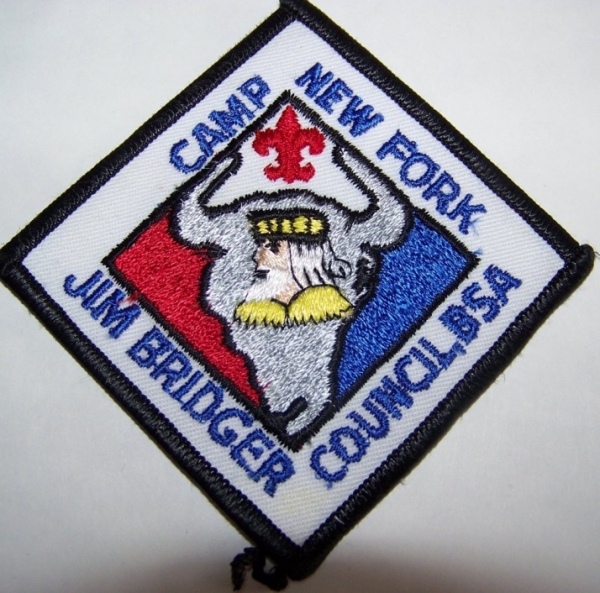 CAMP NEW FORK
JIM BRIDGER COUNCIL, BSA